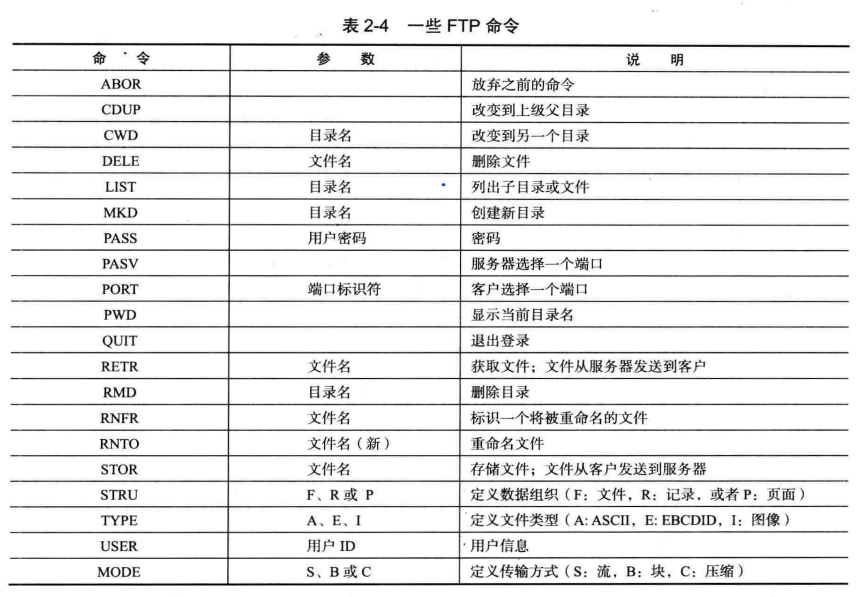 表 2-4 一些 FTP 命令
命 令 参 数 说 明
ABOR 放弃之前的命令
CDUP 改变到上级父目录
CWD 目录名 改变到另一个目录
DELE 文件名 删除文件
LIST 目录名 列出子目录或文件
MKD 目录名 创建新目录
PASS 用户密码 密码
PASV 服务器选择一个端口
PORT 端口标识符 客户选择一个端口
PWD 显示当前目录名
QUIT 退出登录
RETR 文件名 获取文件；文件从服务器发送到客户
RMD 目录名 删除目录
RNFR 文件名 标识一个将被重命名的文件
RNTO 文件名（新） 重命名文件
STOR 文件名 存储文件；文件从客户发送到服务器
STRU F、R 或 P 定义数据组织（F：文件，R：记录，或者 P：页面）
TYPE A、E、I 定义文件类型（A: ASCII，E: EBCDID，I：图像）
USER 用户 ID 用户信息
MODE S、B 或 C 定义传输方式（S：流，B：块，C：压缩）